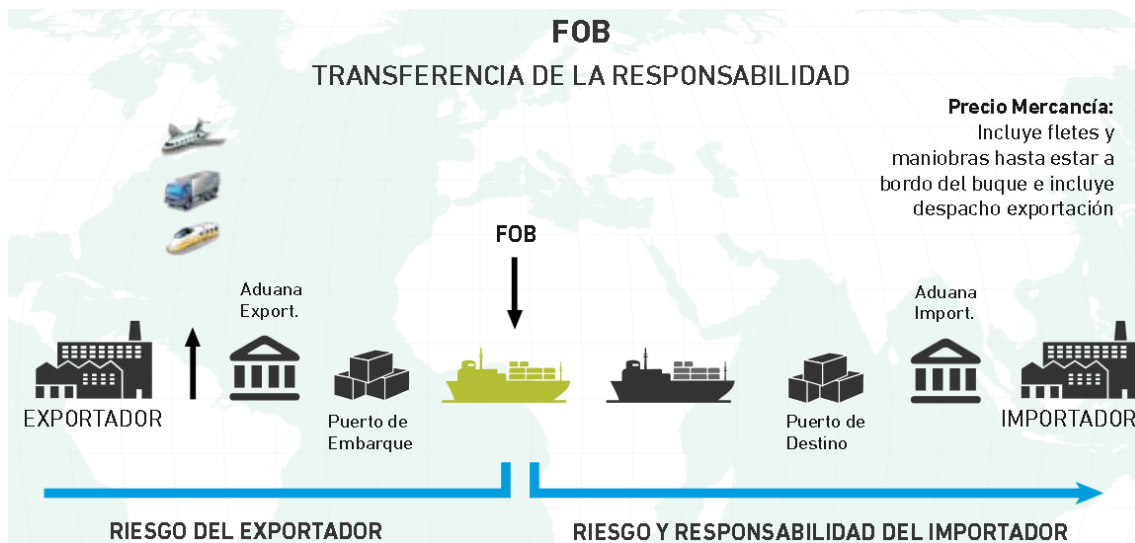 FOB
TRANSFERENCIA DE LA RESPONSABILIDAD
Precio Mercancía:
Incluye fletes y
maniobras hasta estar a
bordo del buque e incluye
despacho exportación
FOB
Aduana
Export.
Aduana
Import.
EXPORTADOR
Puerto de
Embarque
Puerto de
Destino
IMPORTADOR
RIESGO DEL EXPORTADOR
RIESGO Y RESPONSABILIDAD DEL IMPORTADOR